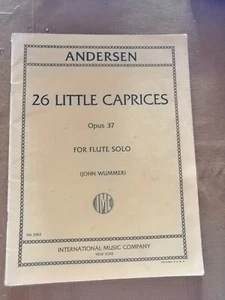 ANDERSEN
26 LITTLE CAPRICES
Opus 37
FOR FLUTE SOLO
(JOHN WUMMER)
IMC
INTERNATIONAL MUSIC COMPANY
NEW YORK